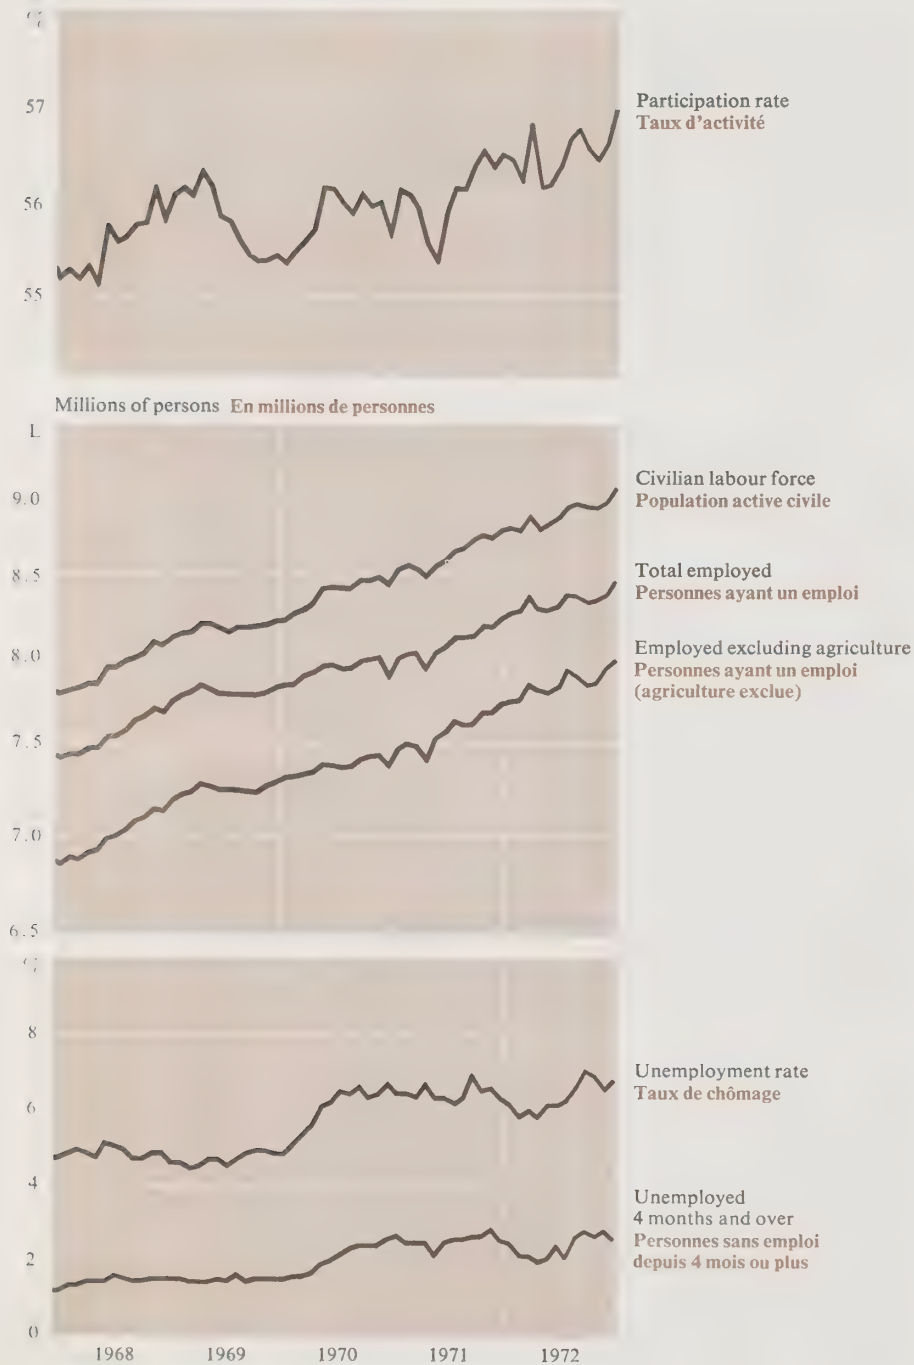 %
57
Participation rate
Taux d'activité
56
55
Millions of persons En millions de personnes
9.0
Civilian labour force
Population active civile
8.5
Total employed
Personnes ayant un emploi
8.0
Employed excluding agriculture
Personnes ayant un emploi
(agriculture exclue)
7.5
7.0
6.5
%
8
Unemployment rate
Taux de chômage
6
4
Unemployed
4 months and over
Personnes sans emploi
depuis 4 mois ou plus
2
0
1968 1969 1970 1971 1972